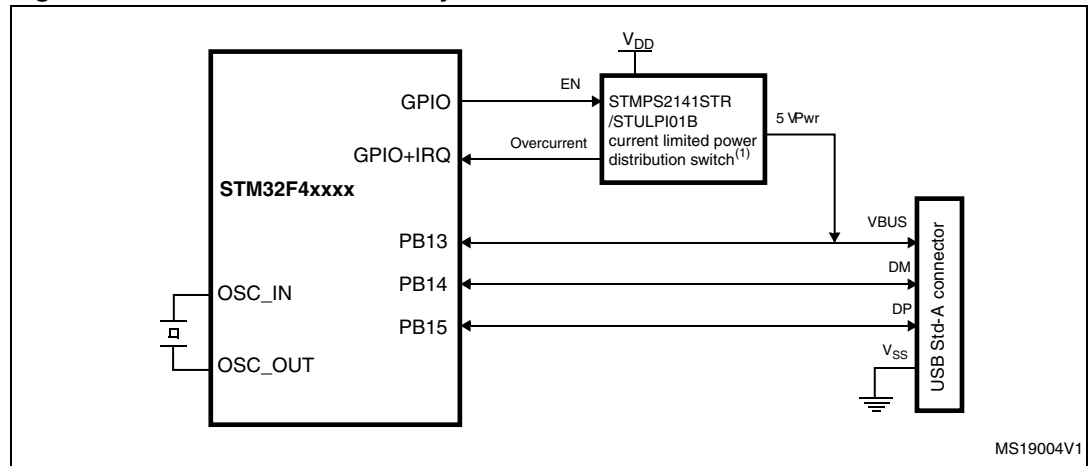 V_DD
EN
GPIO
STMPS2141STR
/STULPI01B
current limited power
distribution switch(1)
5 VPwr
Overcurrent
GPIO+IRQ
STM32F4xxxx
VBUS
PB13
DM
PB14
OSC_IN
DP
PB15
V_SS
OSC_OUT
USB Std-A connector
MS19004V1